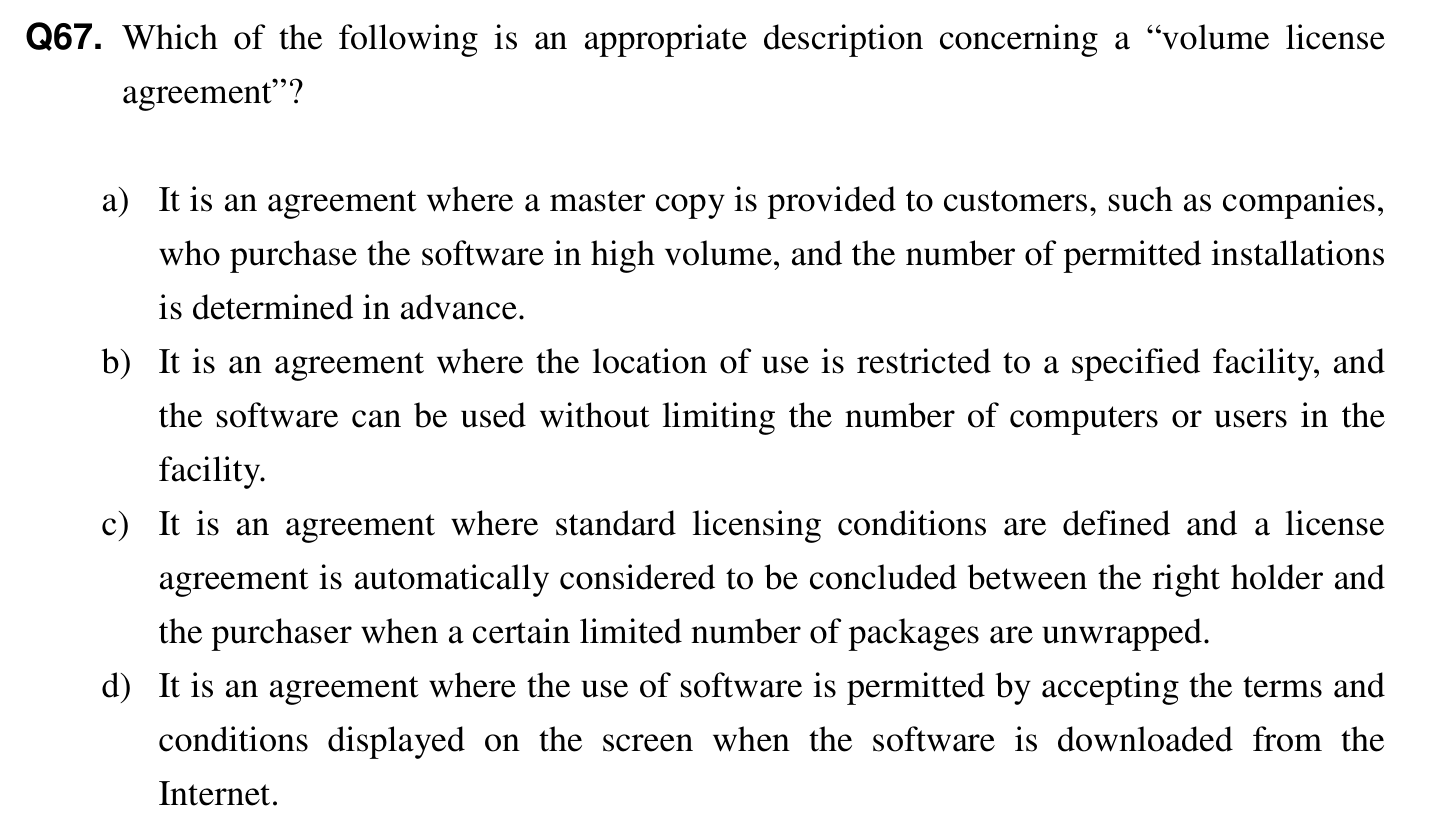 Q67. Which of the following is an appropriate description concerning a “volume license
agreement”?
a) It is an agreement where a master copy is provided to customers, such as companies,
who purchase the software in high volume, and the number of permitted installations
is determined in advance.
b) It is an agreement where the location of use is restricted to a specified facility, and
the software can be used without limiting the number of computers or users in the
facility.
c) It is an agreement where standard licensing conditions are defined and a license
agreement is automatically considered to be concluded between the right holder and
the purchaser when a certain limited number of packages are unwrapped.
d) It is an agreement where the use of software is permitted by accepting the terms and
conditions displayed on the screen when the software is downloaded from the
Internet.